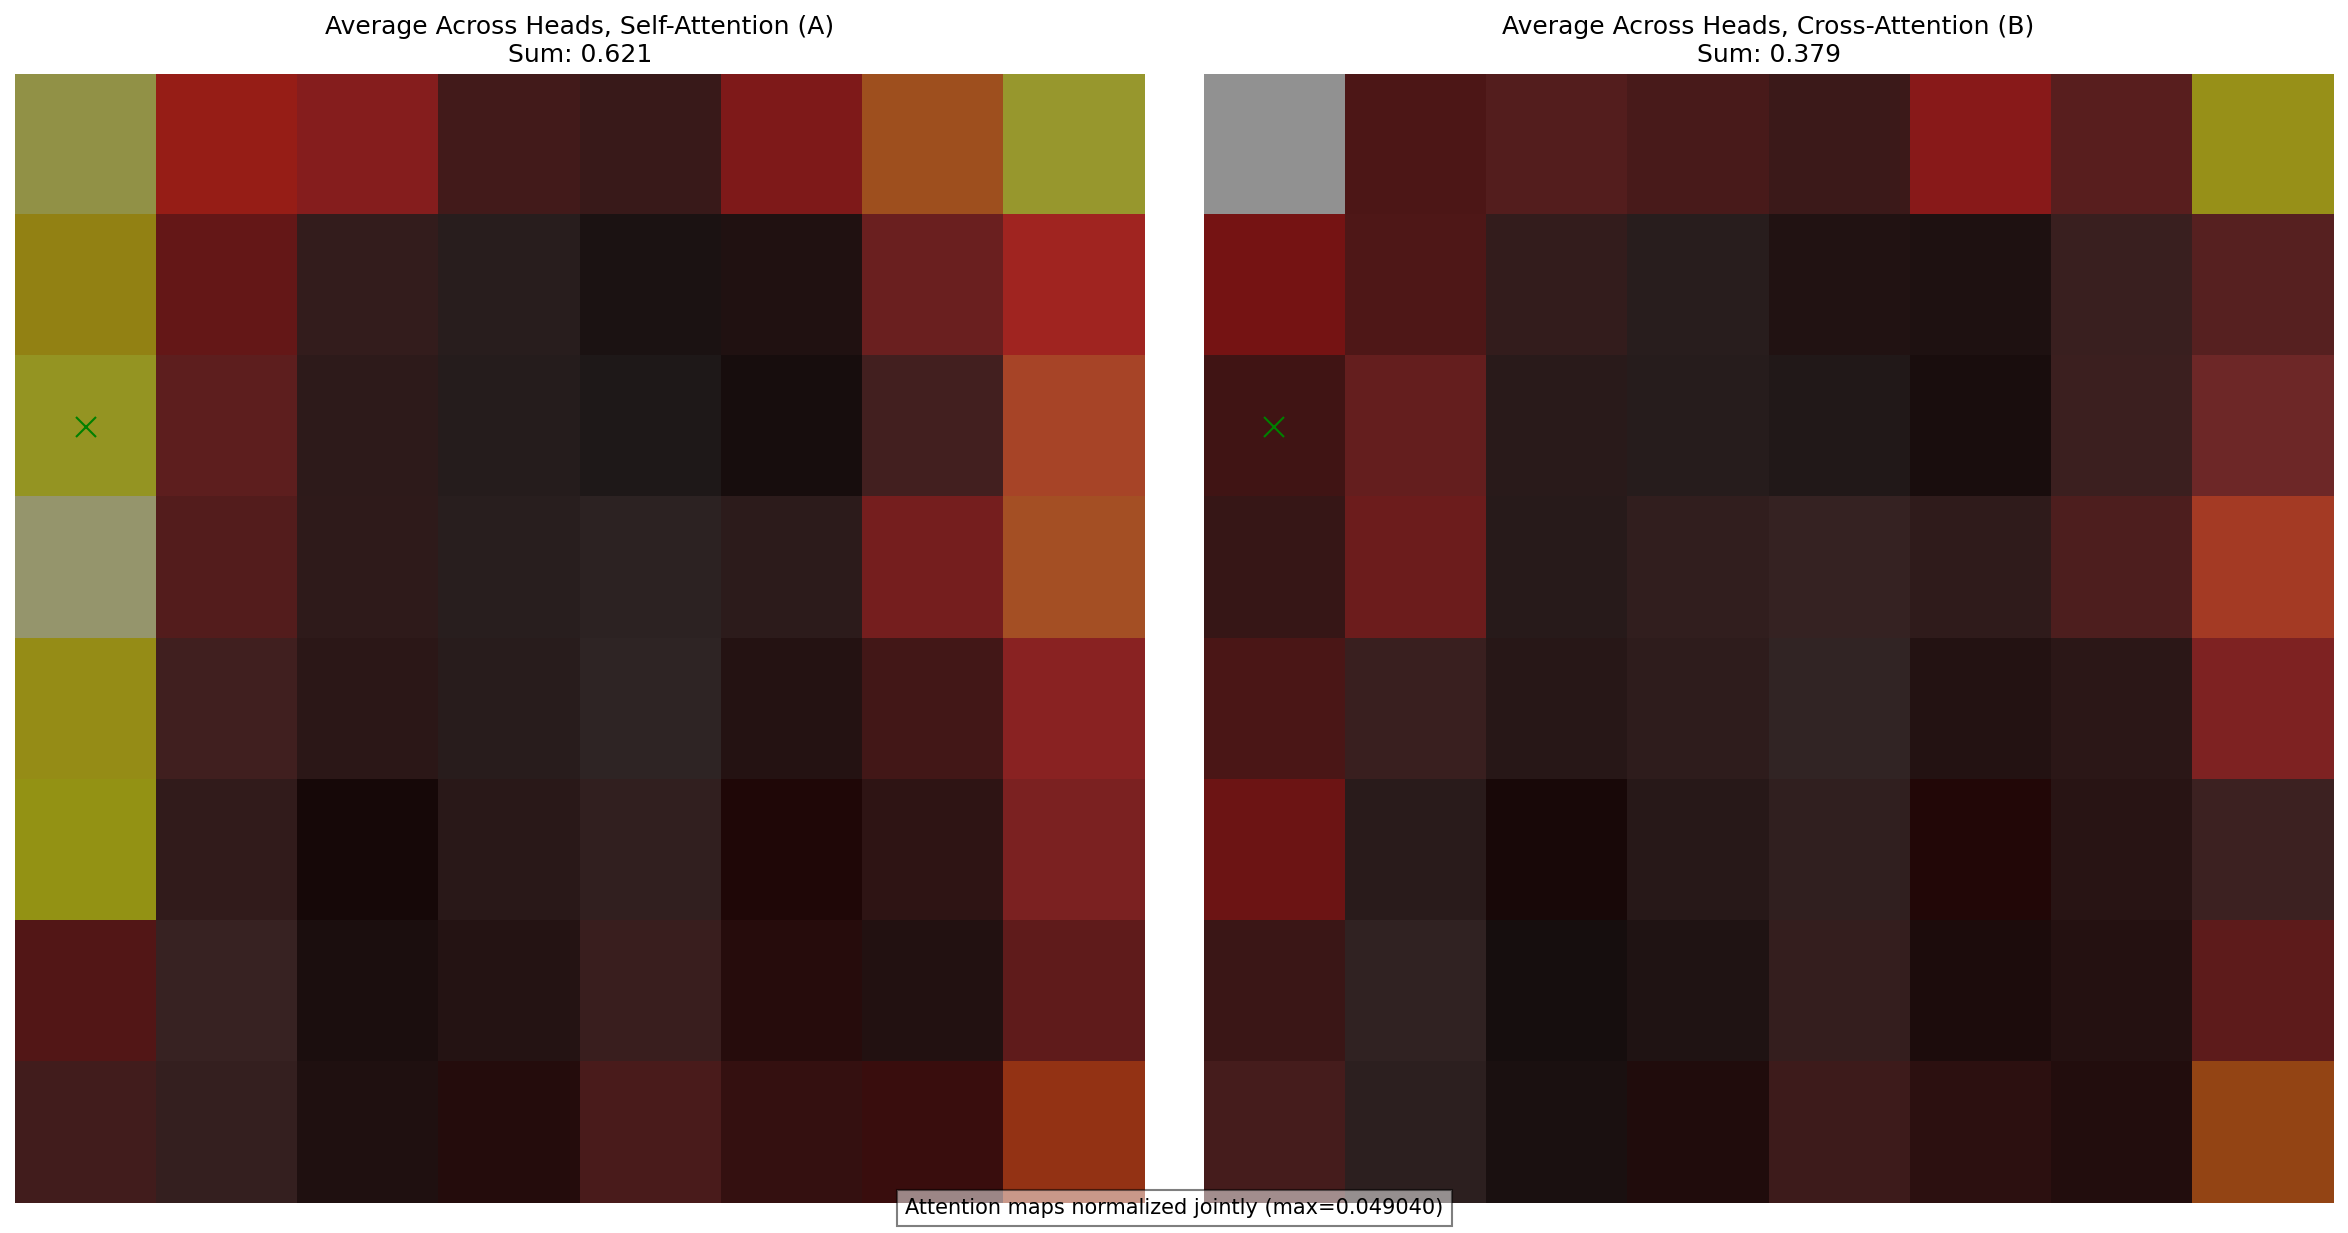 Average Across Heads, Self-Attention (A)
Sum: 0.621
Average Across Heads, Cross-Attention (B)
Sum: 0.379
Attention maps normalized jointly (max=0.049040)